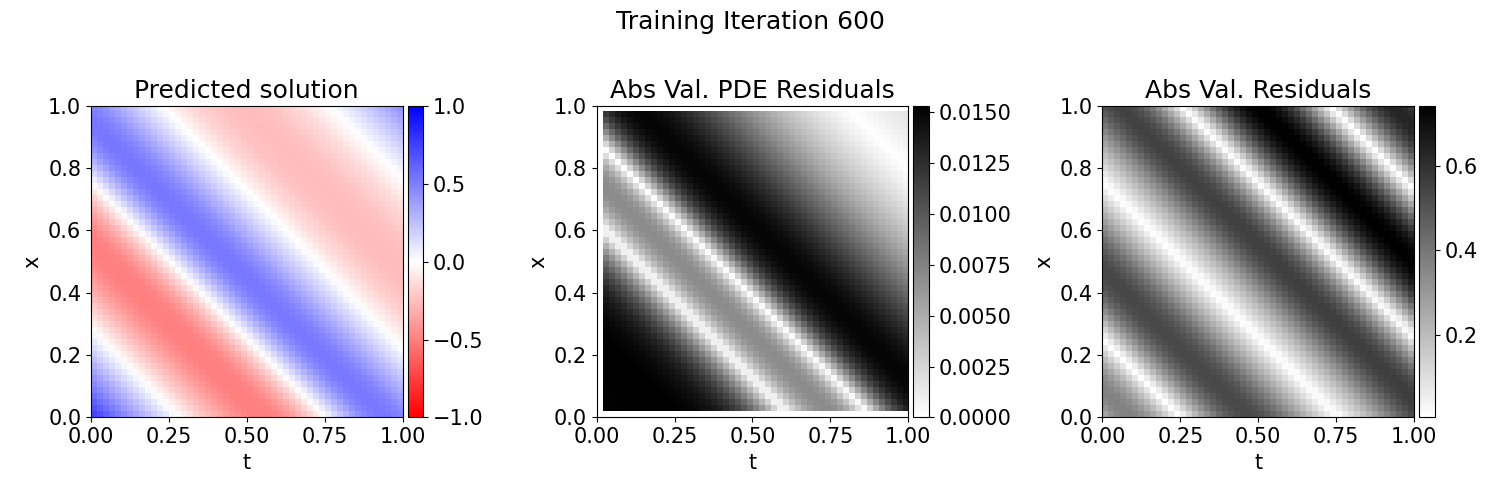 Training Iteration 600
Predicted solution
1.0
0.8
0.6
0.4
0.2
0.0
x
0.00 0.25 0.50 0.75 1.00
t
1.0
0.5
0.0
−0.5
−1.0
Abs Val. PDE Residuals
1.0
0.8
0.6
0.4
0.2
0.0
x
0.00 0.25 0.50 0.75 1.00
t
0.0150
0.0125
0.0100
0.0075
0.0050
0.0025
0.0000
Abs Val. Residuals
1.0
0.8
0.6
0.4
0.2
0.0
x
0.00 0.25 0.50 0.75 1.00
t
0.6
0.4
0.2